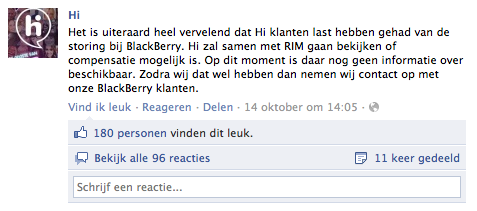 hi
Hi
Het is uiteraard heel vervelend dat Hi klanten last hebben gehad van de
storing bij BlackBerry. Hi zal samen met RIM gaan bekijken of
compensatie mogelijk is. Op dit moment is daar nog geen informatie over
beschikbaar. Zodra wij dat wel hebben dan nemen wij contact op met
onze BlackBerry klanten.
Vind ik leuk · Reageren · Delen · 14 oktober om 14:05 ·
180 personen vinden dit leuk.
Bekijk alle 96 reacties
11 keer gedeeld
Schrijf een reactie...